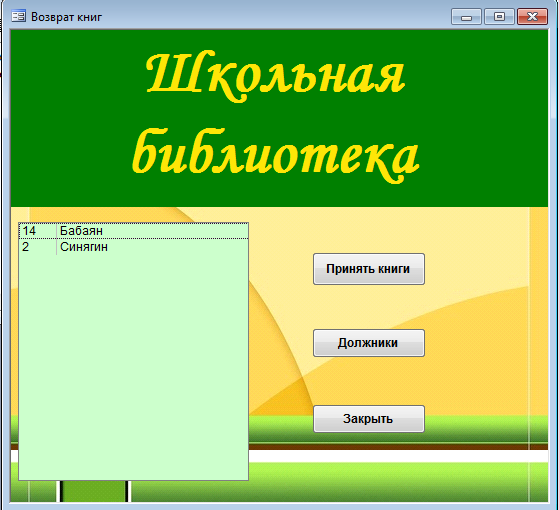 Возврат книг
Школьная
библиотека
14 Бабаян
2 Синягин
Принять книги
Должники
Закрыть